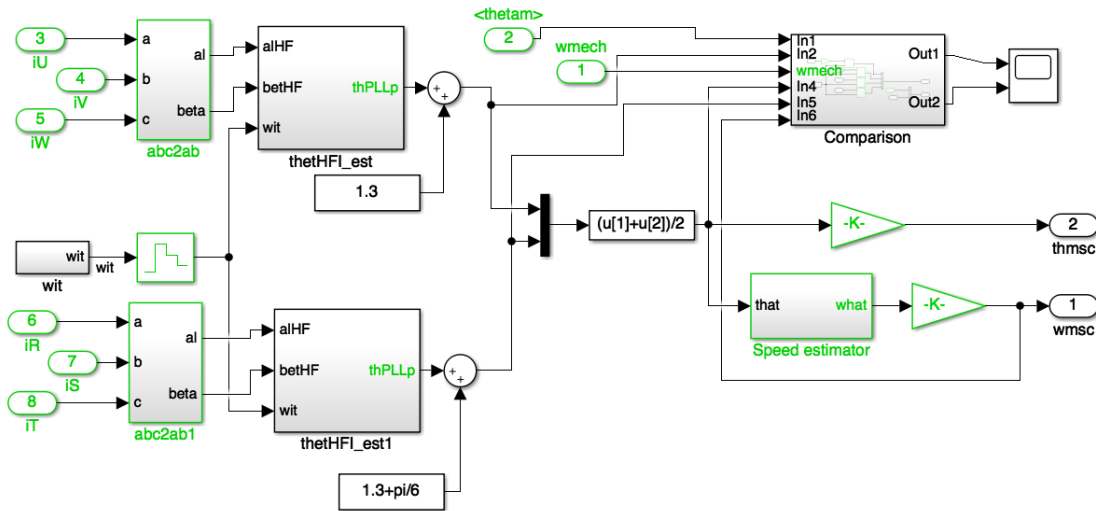 <thetam>
2
wmech
1
In1
In2
wmech
In4
In5
In6
Out1
Out2
Comparison
3
iU
4
iV
5
iW
a
b
c
al
beta
abc2ab
alHF
betHF
wit
thPLLp
thetHFI_est
+
+
1.3
wit
wit
wit
(u[1]+u[2])/2
-K-
2
thmsc
that
what
Speed estimator
-K-
1
wmsc
6
iR
7
iS
8
iT
a
b
c
al
beta
abc2ab1
alHF
betHF
wit
thPLLp
thetHFI_est1
+
+
1.3+pi/6